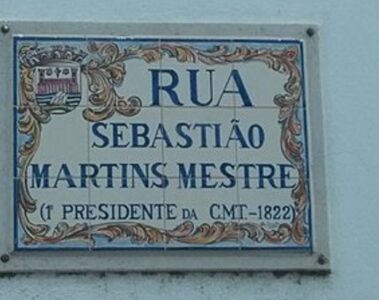 RUA
SEBASTIÃO
MARTINS MESTRE
(1º PRESIDENTE DA C.M.T.-1822)